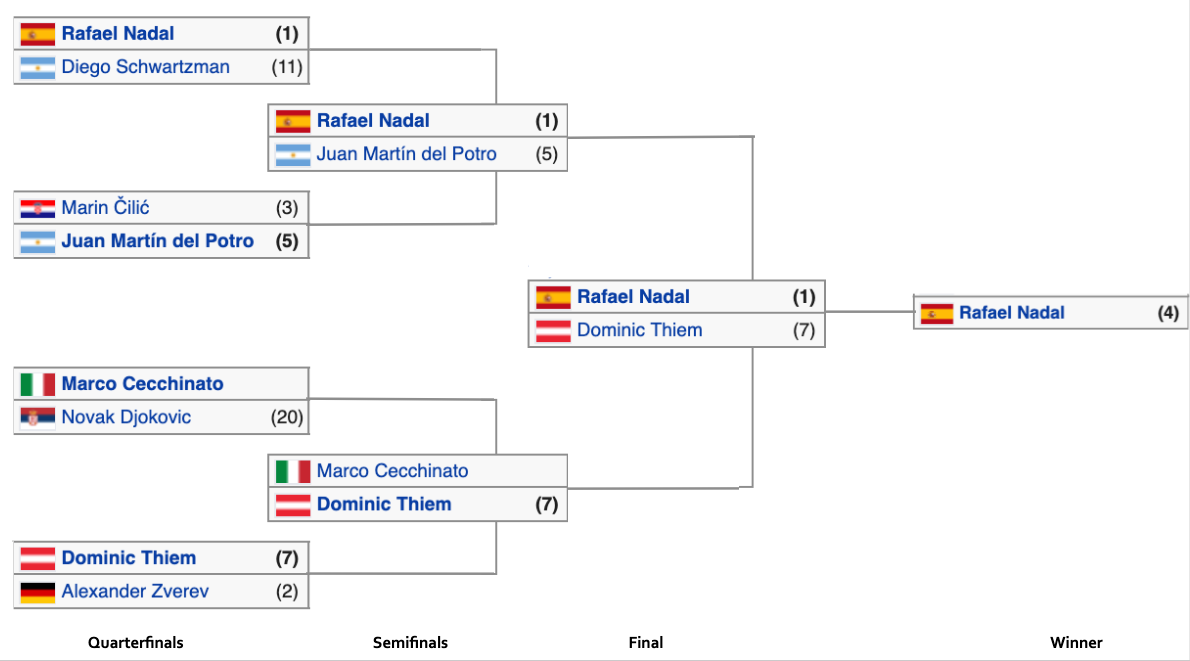 Rafael Nadal (1)
Diego Schwartzman (11)
Rafael Nadal (1)
Juan Martín del Potro (5)
Marin Čilić (3)
Juan Martín del Potro (5)
Rafael Nadal (1)
Dominic Thiem (7)
Rafael Nadal (4)
Marco Cecchinato
Novak Djokovic (20)
Marco Cecchinato
Dominic Thiem (7)
Dominic Thiem (7)
Alexander Zverev (2)
Quarterfinals Semifinals Final Winner